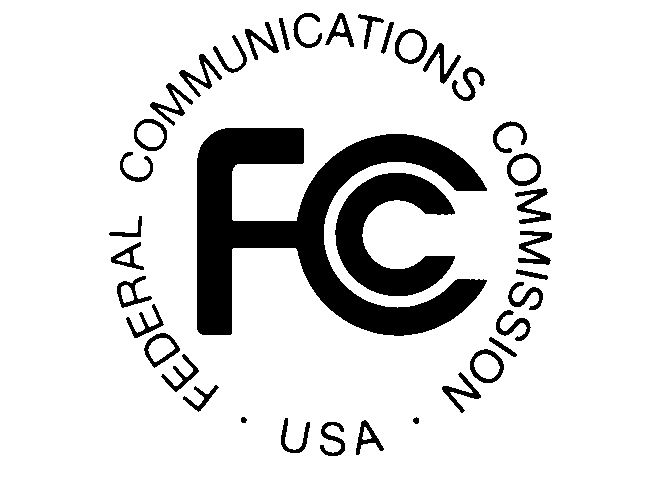 FEDERAL COMMUNICATIONS COMMISSION
FCC
· USA ·